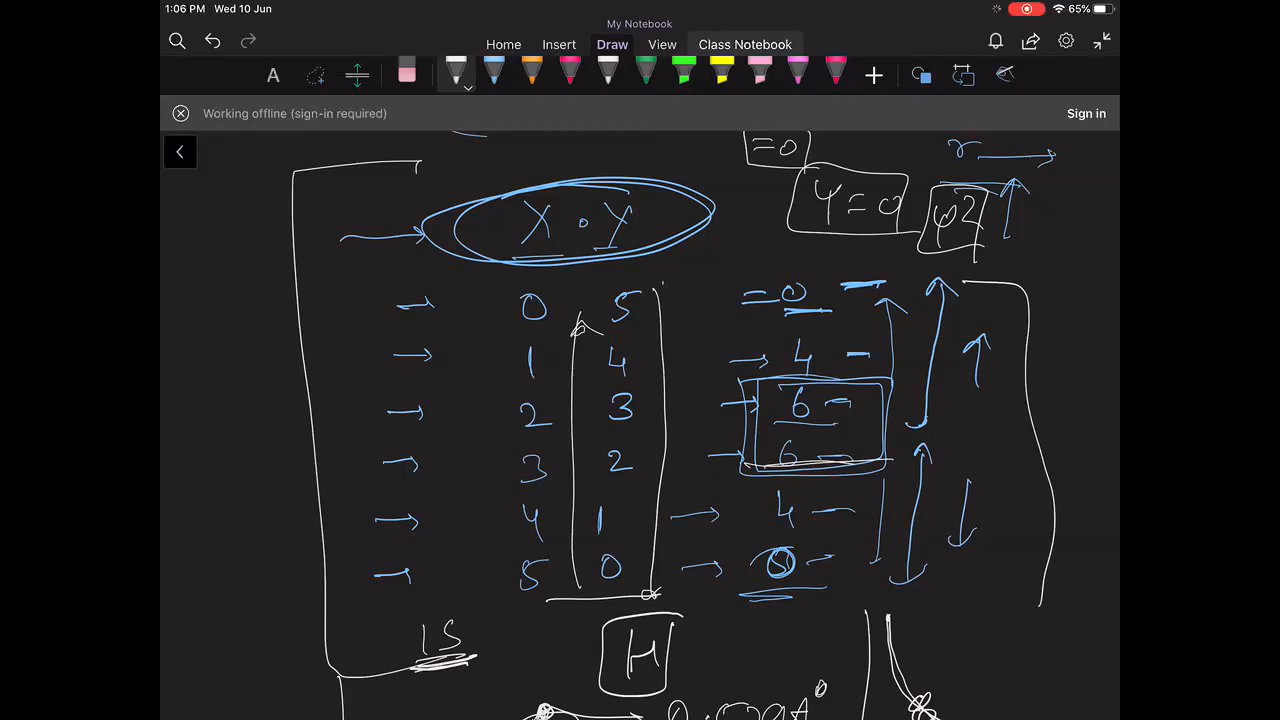 1:06 PM Wed 10 Jun
65%
My Notebook
Home Insert Draw View Class Notebook
A
Working offline (sign-in required)
Sign in
= 0
r
ψ = 0
ψ2
X . Y
0 5 = 0
1 4 4
2 3 6
3 2 6
4 1 4
5 0 0
1S
H